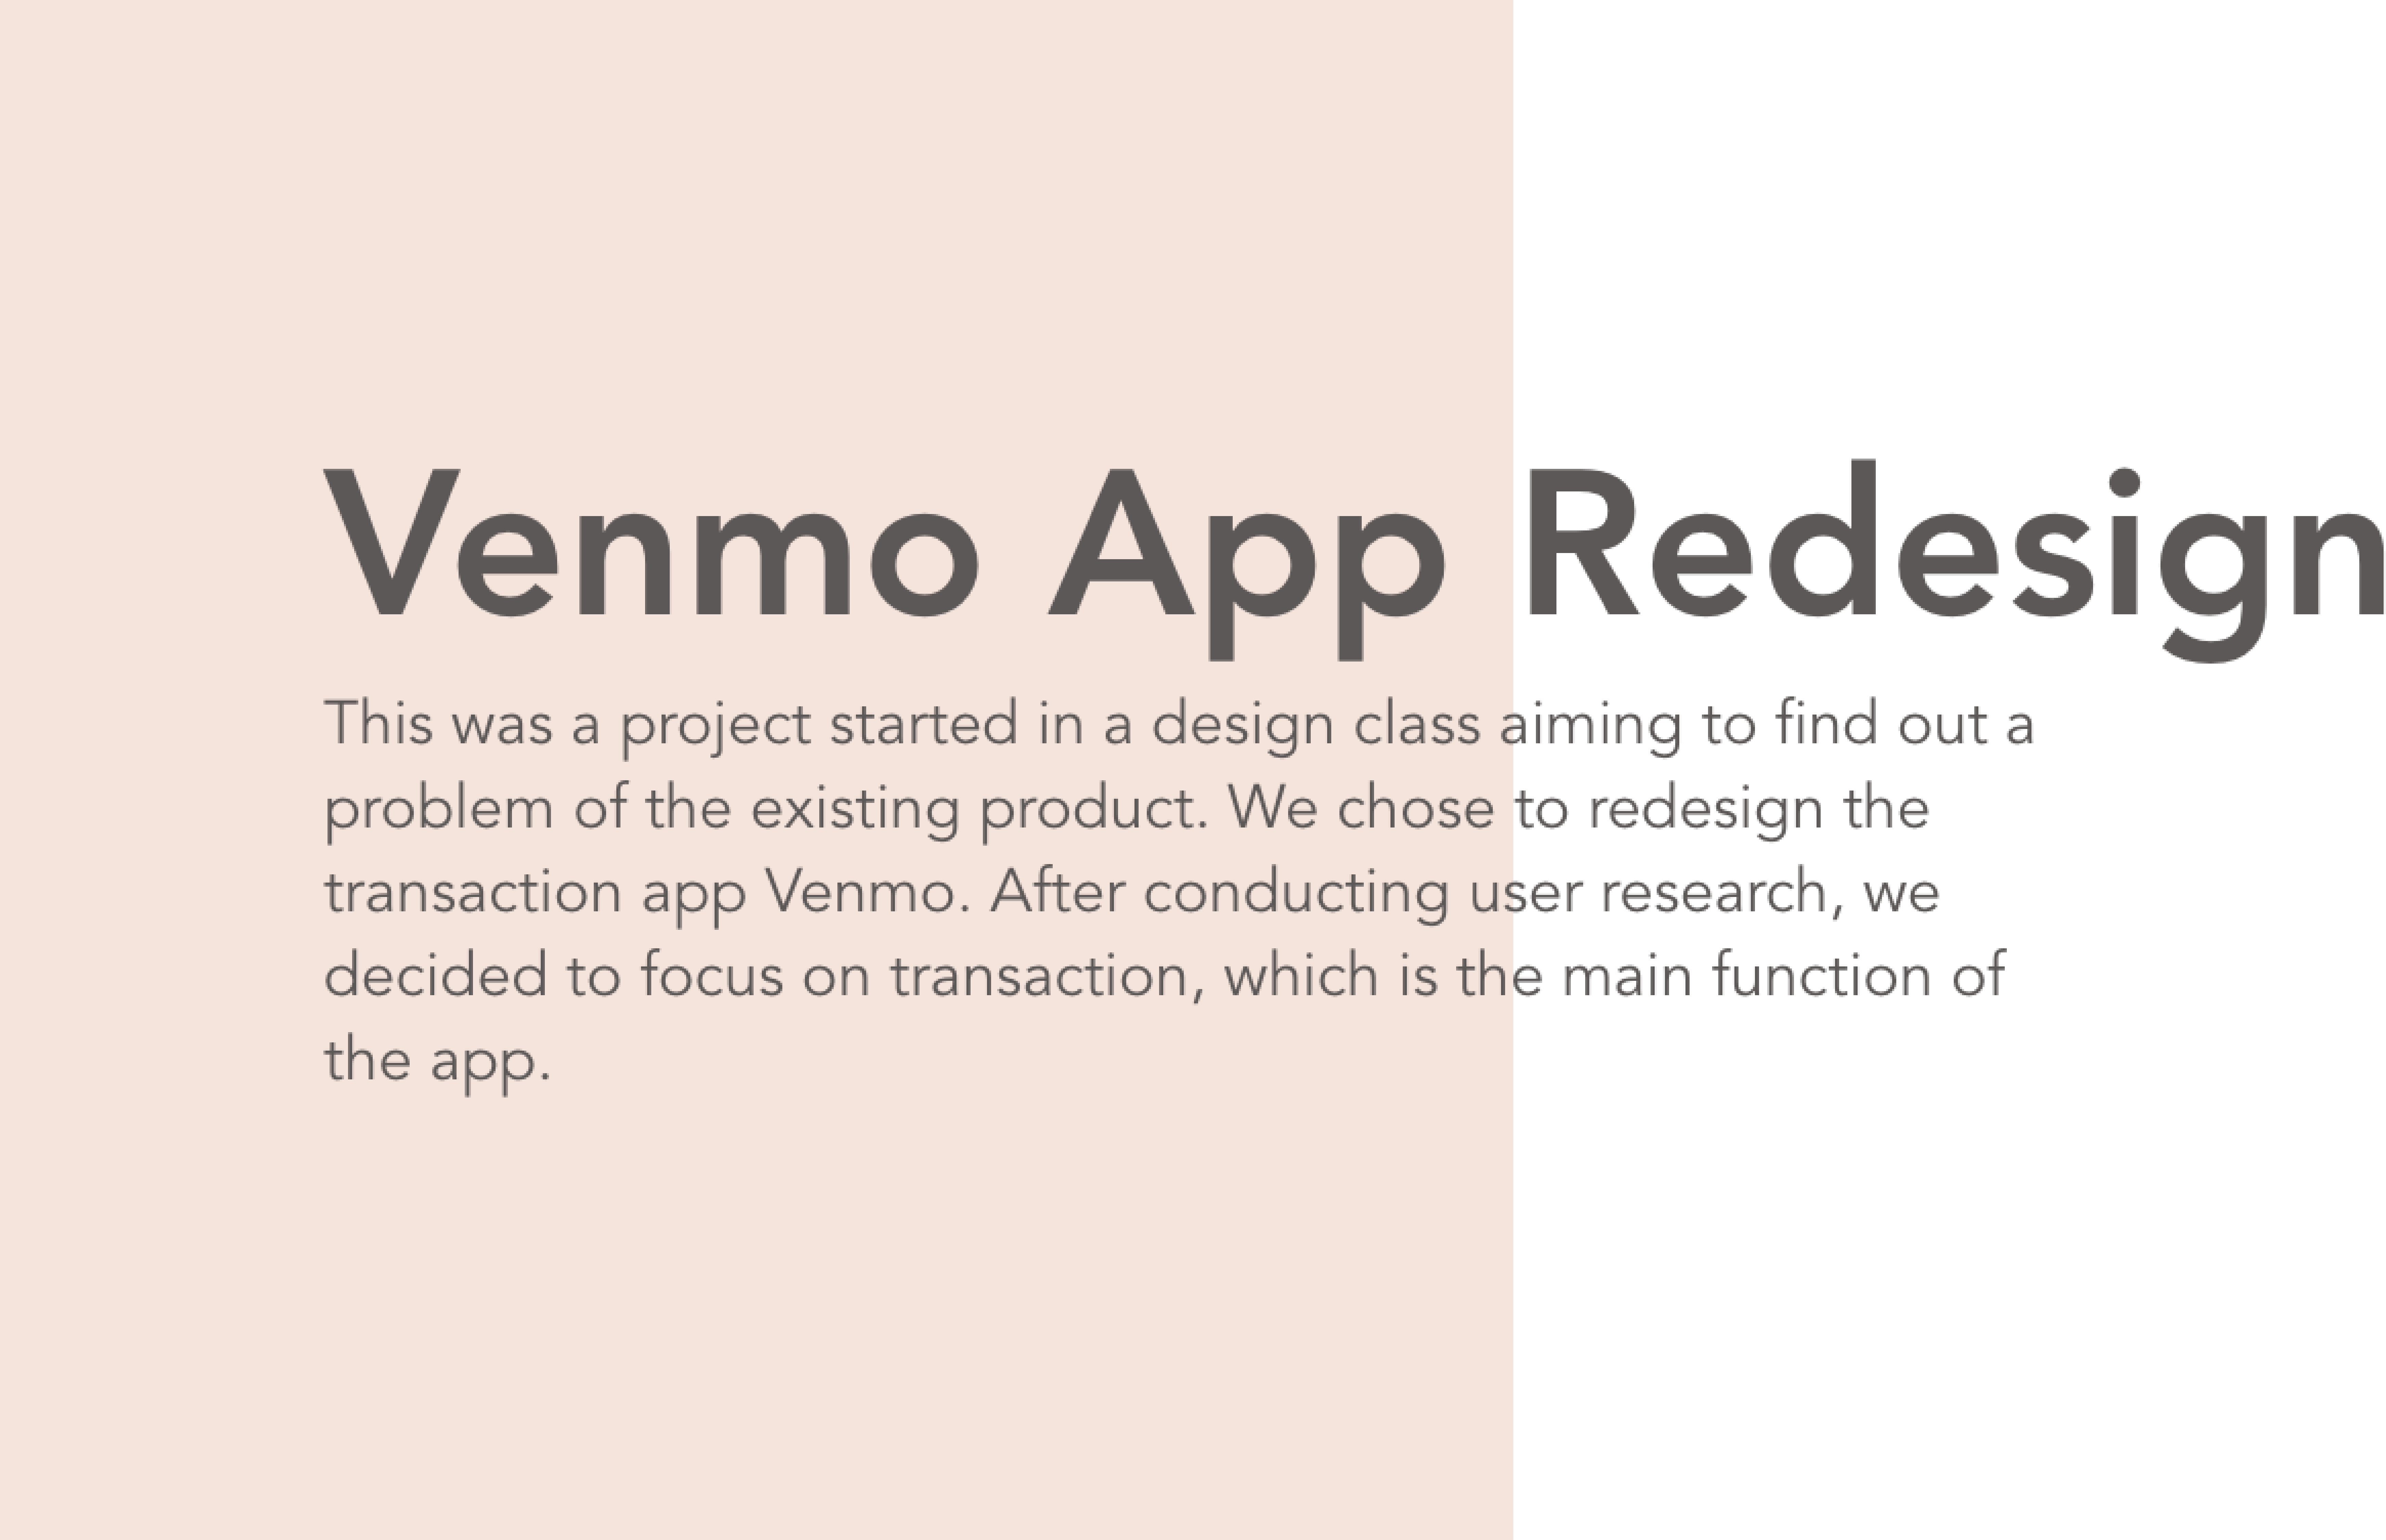 Venmo App Redesign
This was a project started in a design class aiming to find out a
problem of the existing product. We chose to redesign the
transaction app Venmo. After conducting user research, we
decided to focus on transaction, which is the main function of
the app.